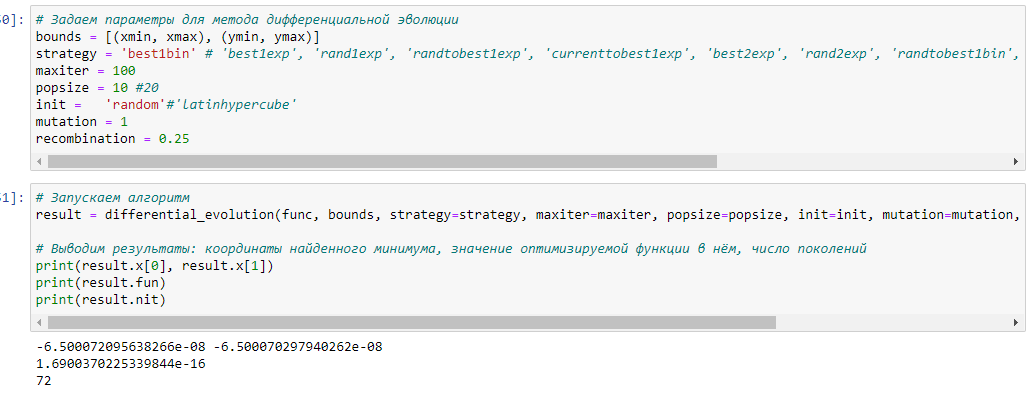 0]:
# Задаем параметры для метода дифференциальной эволюции
bounds = [(xmin, xmax), (ymin, ymax)]
strategy = 'best1bin' # 'best1exp', 'rand1exp', 'randtobest1exp', 'currenttobest1exp', 'best2exp', 'rand2exp', 'randtobest1bin',
maxiter = 100
popsize = 10 #20
init =   'random'#'latinhypercube'
mutation = 1
recombination = 0.25
1]:
# Запускаем алгоритм
result = differential_evolution(func, bounds, strategy=strategy, maxiter=maxiter, popsize=popsize, init=init, mutation=mutation,
# Выводим результаты: координаты найденного минимума, значение оптимизируемой функции в нём, число поколений
print(result.x[0], result.x[1])
print(result.fun)
print(result.nit)
-6.500072095638266e-08 -6.500070297940262e-08
1.6900370225339844e-16
72